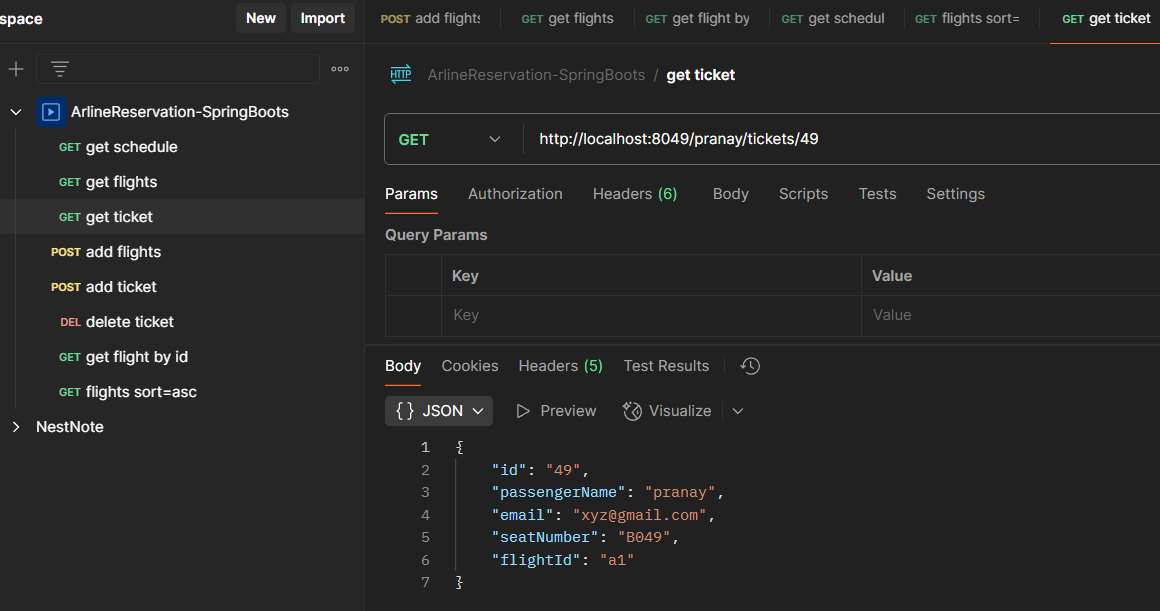 space
New Import
POST add flights
GET get flights
GET get flight by
GET get schedul
GET flights sort=
GET get ticket
HTTP ArlineReservation-SpringBoots / get ticket
ArlineReservation-SpringBoots
GET get schedule
GET get flights
GET get ticket
POST add flights
POST add ticket
DEL delete ticket
GET get flight by id
GET flights sort=asc
NestNote
GET http://localhost:8049/pranay/tickets/49
Params Authorization Headers (6) Body Scripts Tests Settings
Query Params
Key Value
Key Value
Body Cookies Headers (5) Test Results
{} JSON Preview Visualize
1 {
2 "id": "49",
3 "passengerName": "pranay",
4 "email": "xyz@gmail.com",
5 "seatNumber": "B049",
6 "flightId": "a1"
7 }